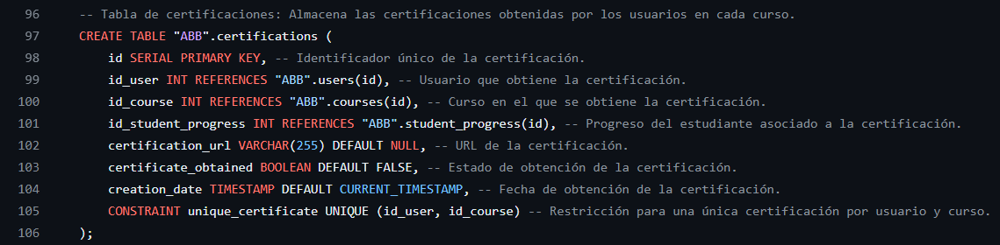 96 -- Tabla de certificaciones: Almacena las certificaciones obtenidas por los usuarios en cada curso.
97 CREATE TABLE "ABB".certifications (
98 id SERIAL PRIMARY KEY, -- Identificador único de la certificación.
99 id_user INT REFERENCES "ABB".users(id), -- Usuario que obtiene la certificación.
100 id_course INT REFERENCES "ABB".courses(id), -- Curso en el que se obtiene la certificación.
101 id_student_progress INT REFERENCES "ABB".student_progress(id), -- Progreso del estudiante asociado a la certificación.
102 certification_url VARCHAR(255) DEFAULT NULL, -- URL de la certificación.
103 certificate_obtained BOOLEAN DEFAULT FALSE, -- Estado de obtención de la certificación.
104 creation_date TIMESTAMP DEFAULT CURRENT_TIMESTAMP, -- Fecha de obtención de la certificación.
105 CONSTRAINT unique_certificate UNIQUE (id_user, id_course) -- Restricción para una única certificación por usuario y curso.
106 );